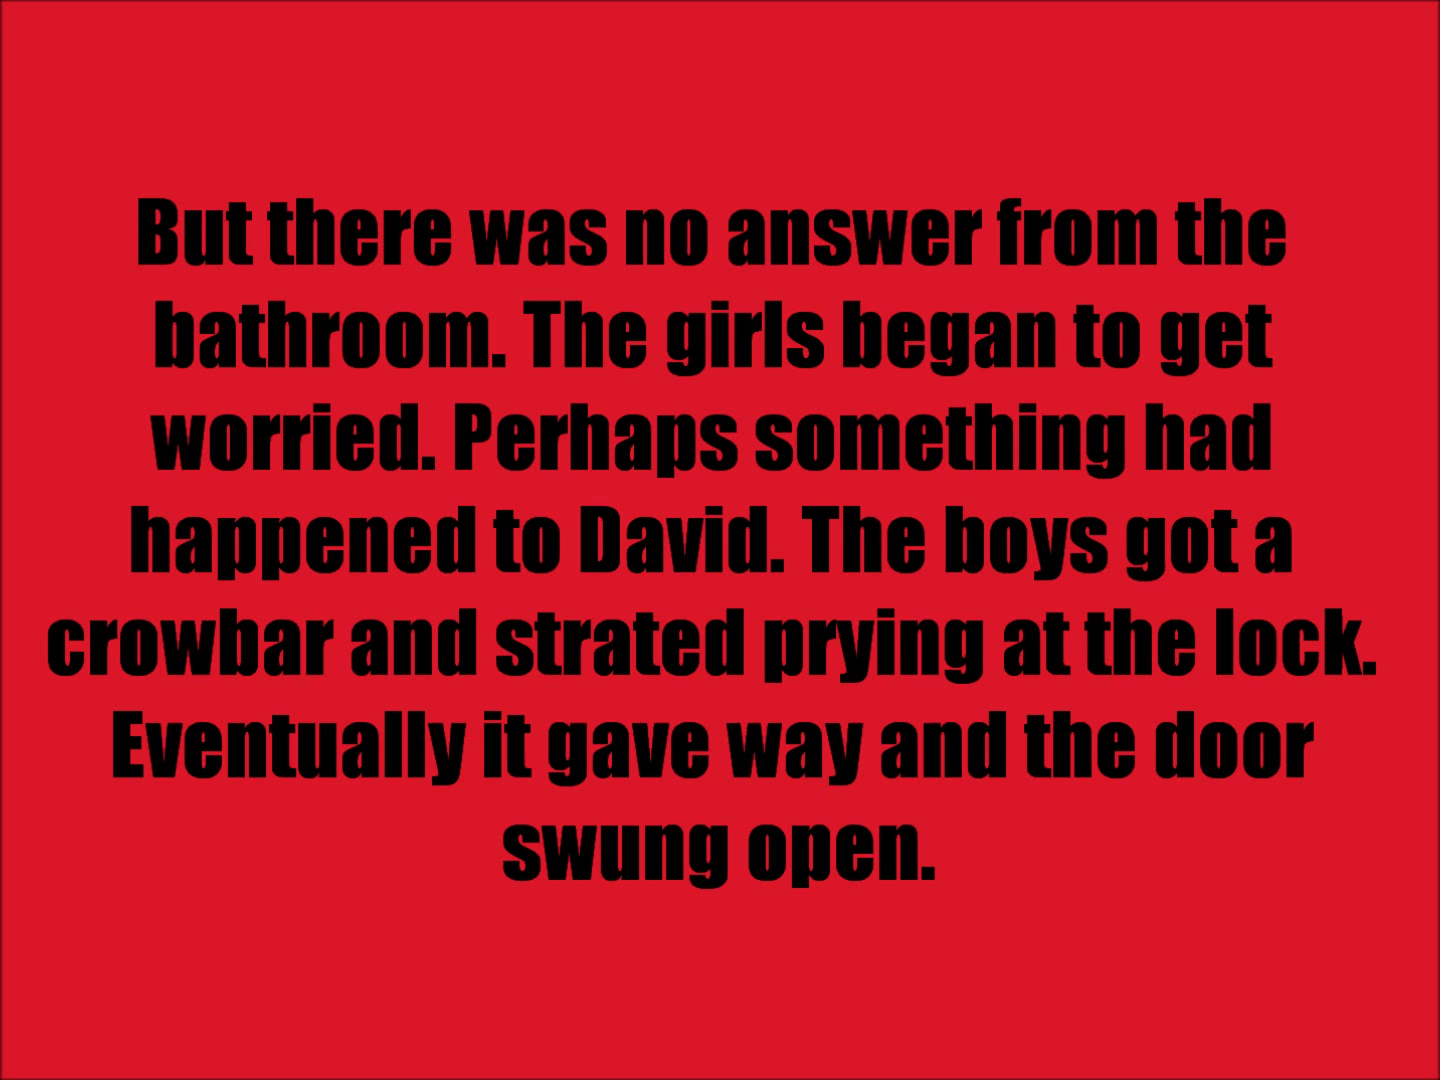 But there was no answer from the
bathroom. The girls began to get
worried. Perhaps something had
happened to David. The boys got a
crowbar and strated prying at the lock.
Eventually it gave way and the door
swung open.